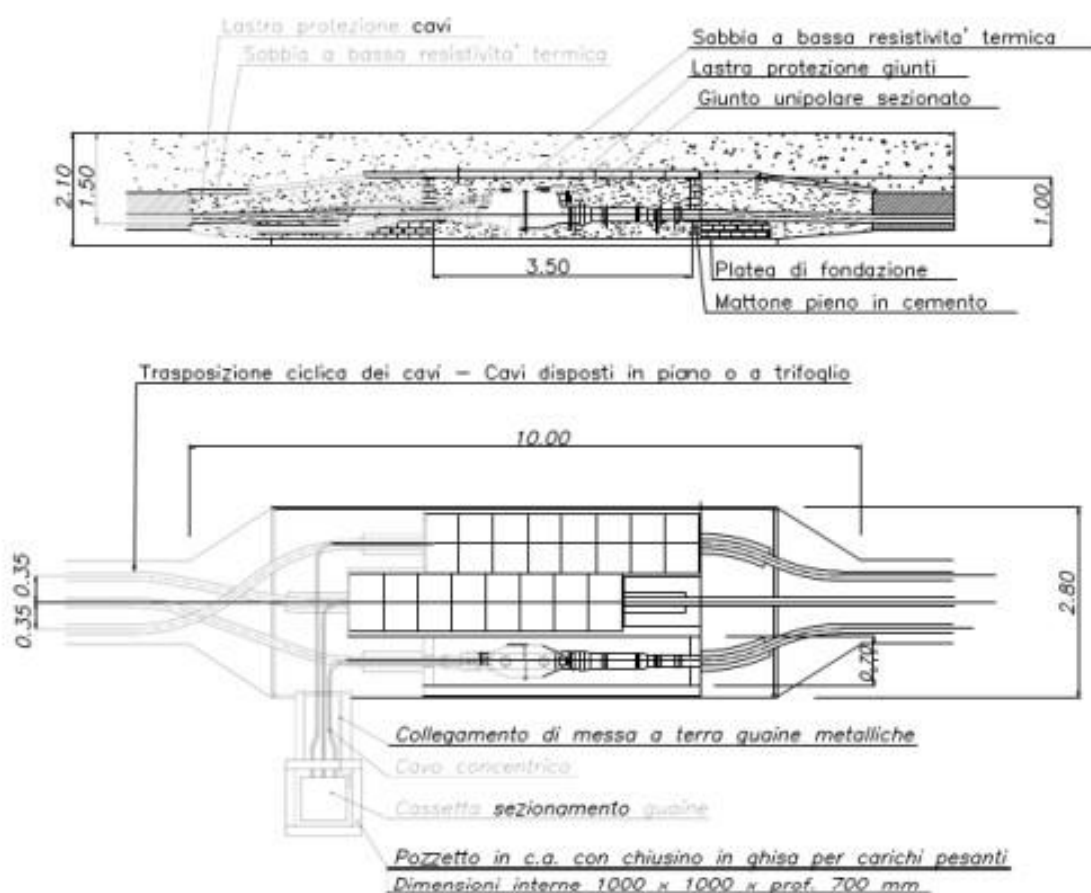 Lastra protezione cavi
Sabbia a bassa resistivita' termica
Sabbia a bassa resistivita' termica
Lastra protezione giunti
Giunto unipolare sezionato
2.10
1.50
1.00
3.50
Platea di fondazione
Mattone pieno in cemento
Trasposizione ciclica dei cavi – Cavi disposti in piano o a trifoglio
10.00
0.35
0.35
2.80
0.70
Collegamento di messa a terra guaine metalliche
Cavo concentrico
Cassetta sezionamento guaine
Pozzetto in c.a. con chiusino in ghisa per carichi pesanti
Dimensioni interne 1000 x 1000 x prof. 700 mm